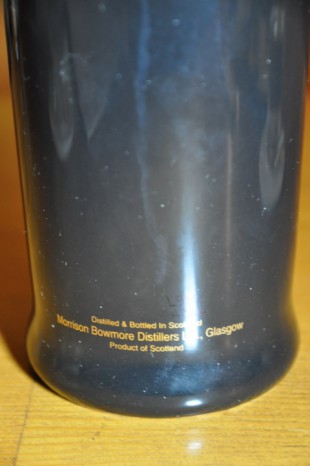 Distilled & Bottled In Scotland
Morrison Bowmore Distillers , Glasgow
Product of Scotland